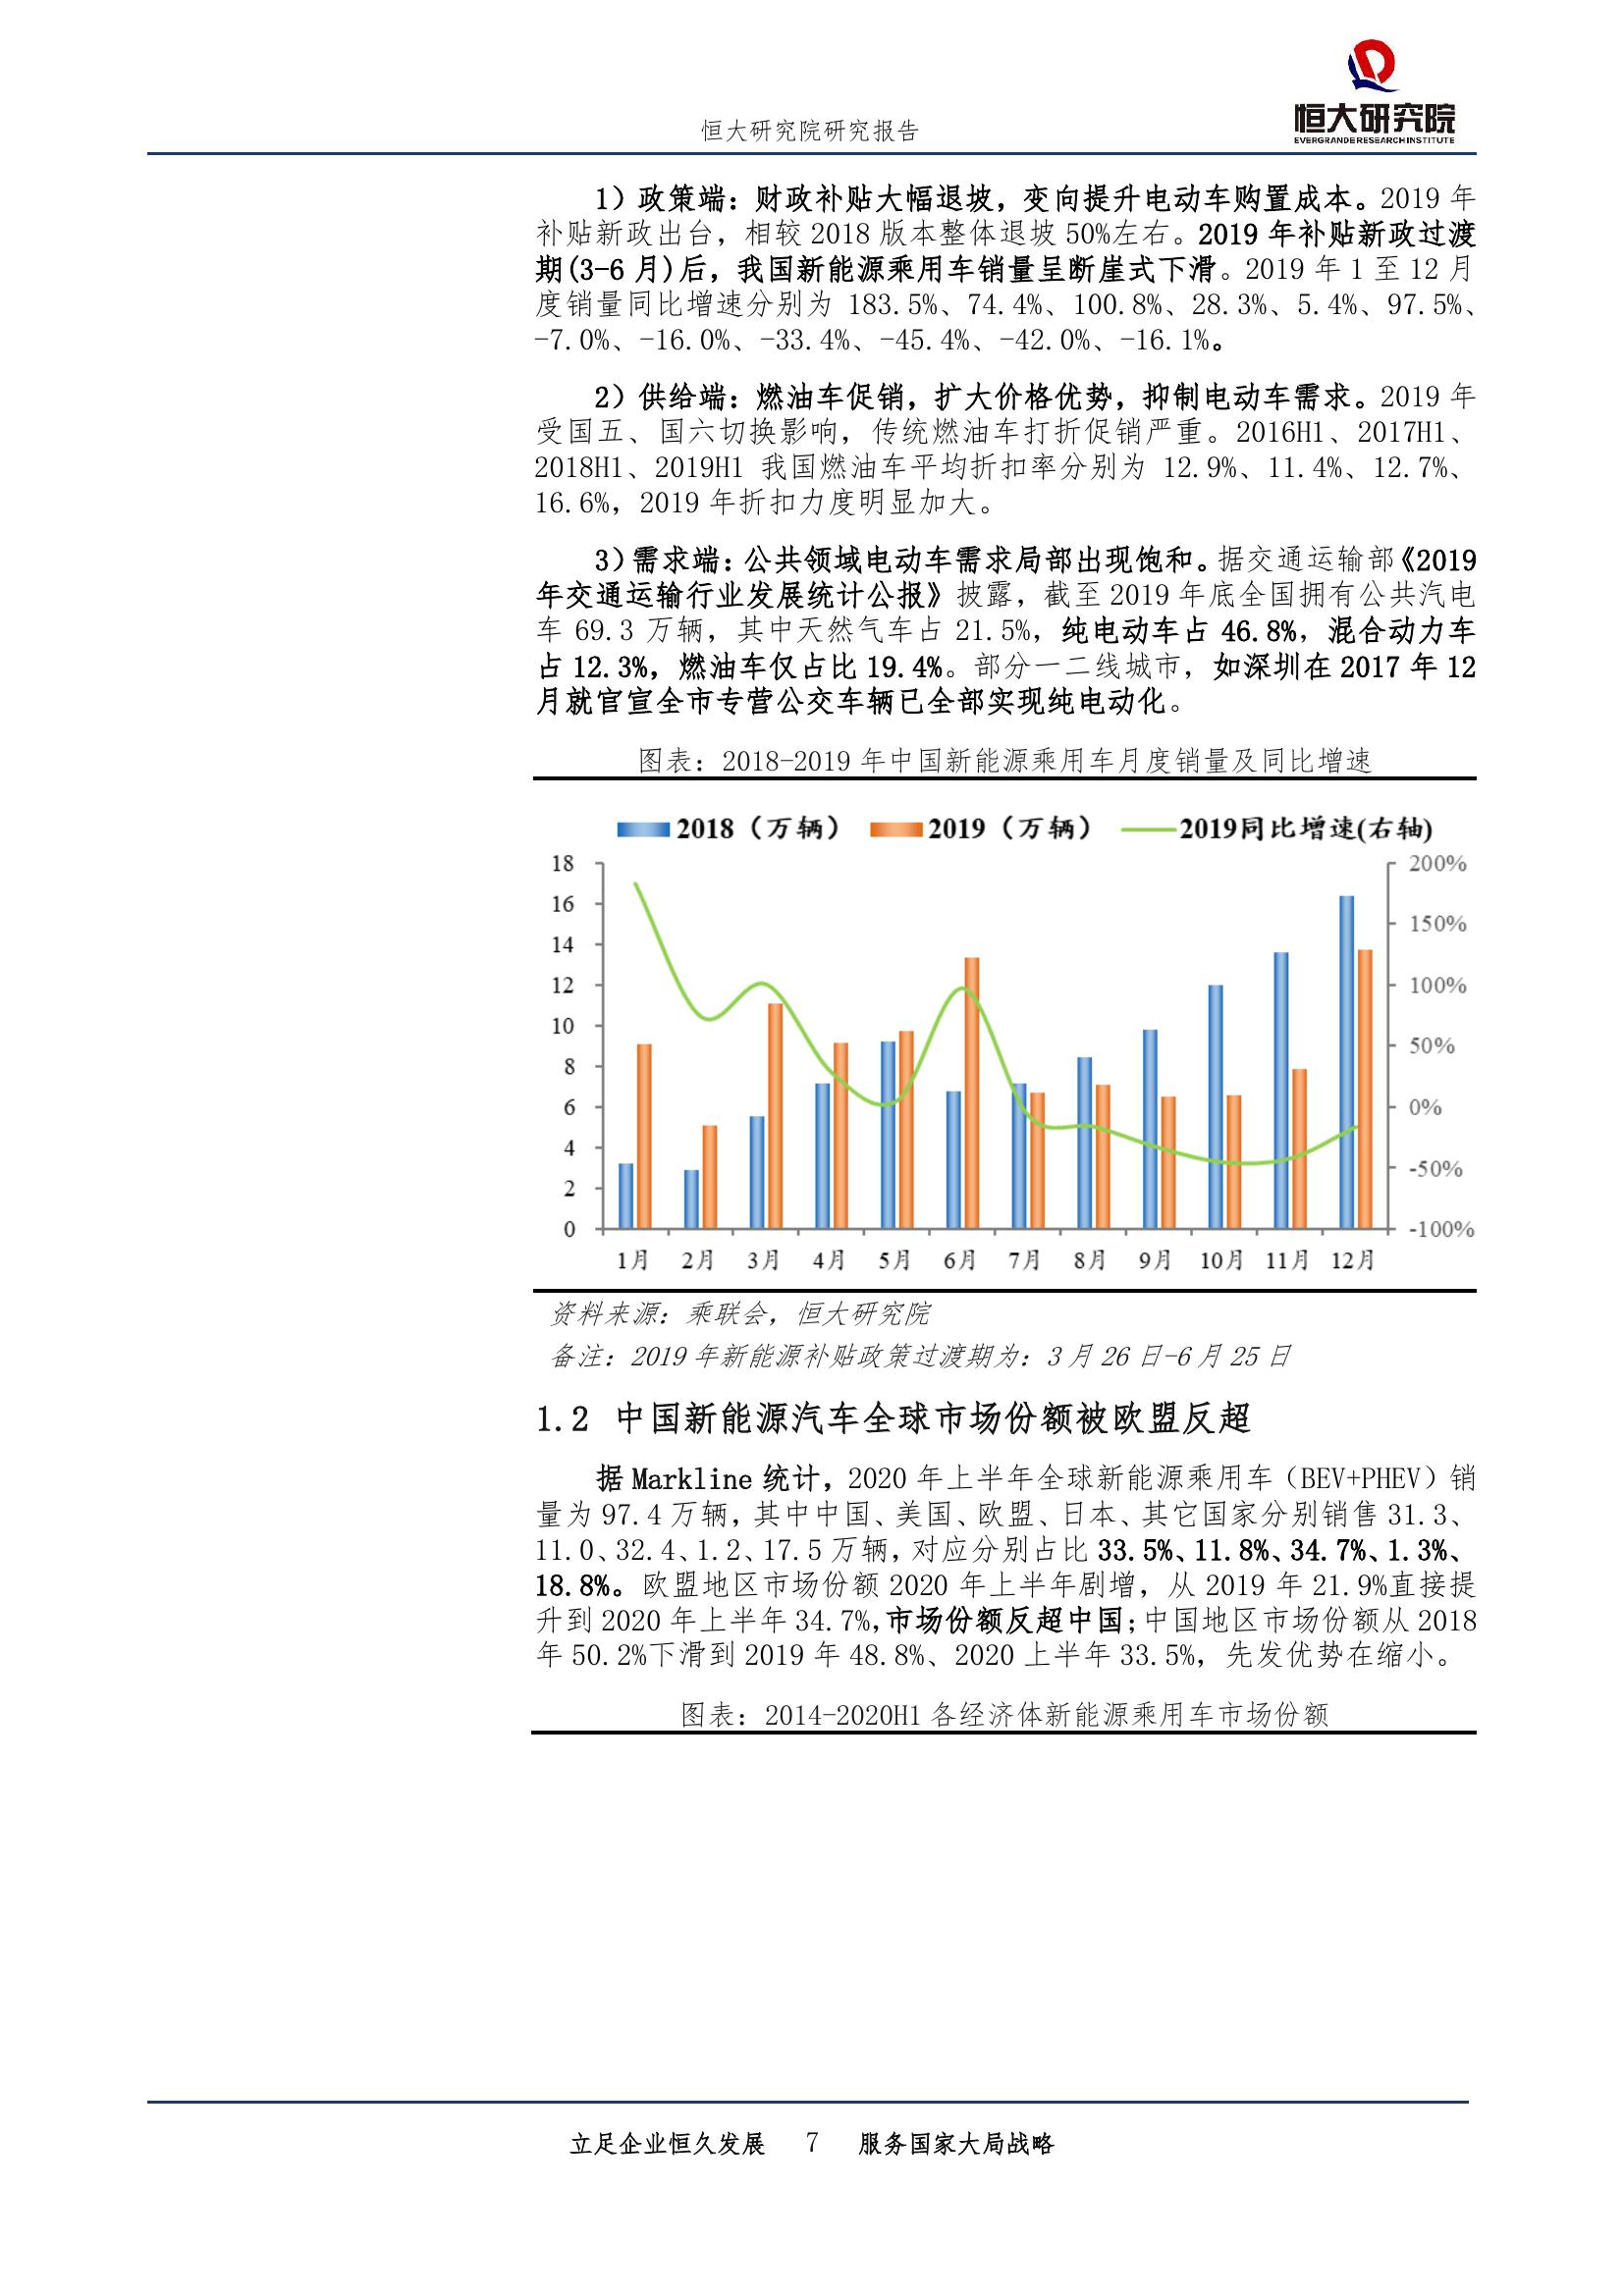 恒大研究院研究报告
恒大研究院
EVERGRANDE RESEARCH INSTITUTE
1）政策端：财政补贴大幅退坡，变向提升电动车购置成本。2019 年
补贴新政出台，相较 2018 版本整体退坡 50%左右。2019 年补贴新政过渡
期(3-6 月)后，我国新能源乘用车销量呈断崖式下滑。2019 年 1 至 12 月
度销量同比增速分别为 183.5%、74.4%、100.8%、28.3%、5.4%、97.5%、
-7.0%、-16.0%、-33.4%、-45.4%、-42.0%、-16.1%。
2）供给端：燃油车促销，扩大价格优势，抑制电动车需求。2019 年
受国五、国六切换影响，传统燃油车打折促销严重。2016H1、2017H1、
2018H1、2019H1 我国燃油车平均折扣率分别为 12.9%、11.4%、12.7%、
16.6%，2019 年折扣力度明显加大。
3）需求端：公共领域电动车需求局部出现饱和。据交通运输部《2019
年交通运输行业发展统计公报》披露，截至 2019 年底全国拥有公共汽电
车 69.3 万辆，其中天然气车占 21.5%，纯电动车占 46.8%，混合动力车
占 12.3%，燃油车仅占比 19.4%。部分一二线城市，如深圳在 2017 年 12
月就官宣全市专营公交车辆已全部实现纯电动化。
图表：2018-2019 年中国新能源乘用车月度销量及同比增速
2018（万辆） 2019（万辆） 2019同比增速(右轴)
18 200%
16 150%
14
12 100%
10
8 50%
6 0%
4
2 -50%
0 -100%
1月 2月 3月 4月 5月 6月 7月 8月 9月 10月 11月 12月
资料来源：乘联会，恒大研究院
备注：2019 年新能源补贴政策过渡期为：3 月 26 日-6 月 25 日
1.2 中国新能源汽车全球市场份额被欧盟反超
据 Markline 统计，2020 年上半年全球新能源乘用车（BEV+PHEV）销
量为 97.4 万辆，其中中国、美国、欧盟、日本、其它国家分别销售 31.3、
11.0、32.4、1.2、17.5 万辆，对应分别占比 33.5%、11.8%、34.7%、1.3%、
18.8%。欧盟地区市场份额 2020 年上半年剧增，从 2019 年 21.9%直接提
升到 2020 年上半年 34.7%，市场份额反超中国；中国地区市场份额从 2018
年 50.2%下滑到 2019 年 48.8%、2020 上半年 33.5%，先发优势在缩小。
图表：2014-2020H1 各经济体新能源乘用车市场份额
立足企业恒久发展 7 服务国家大局战略